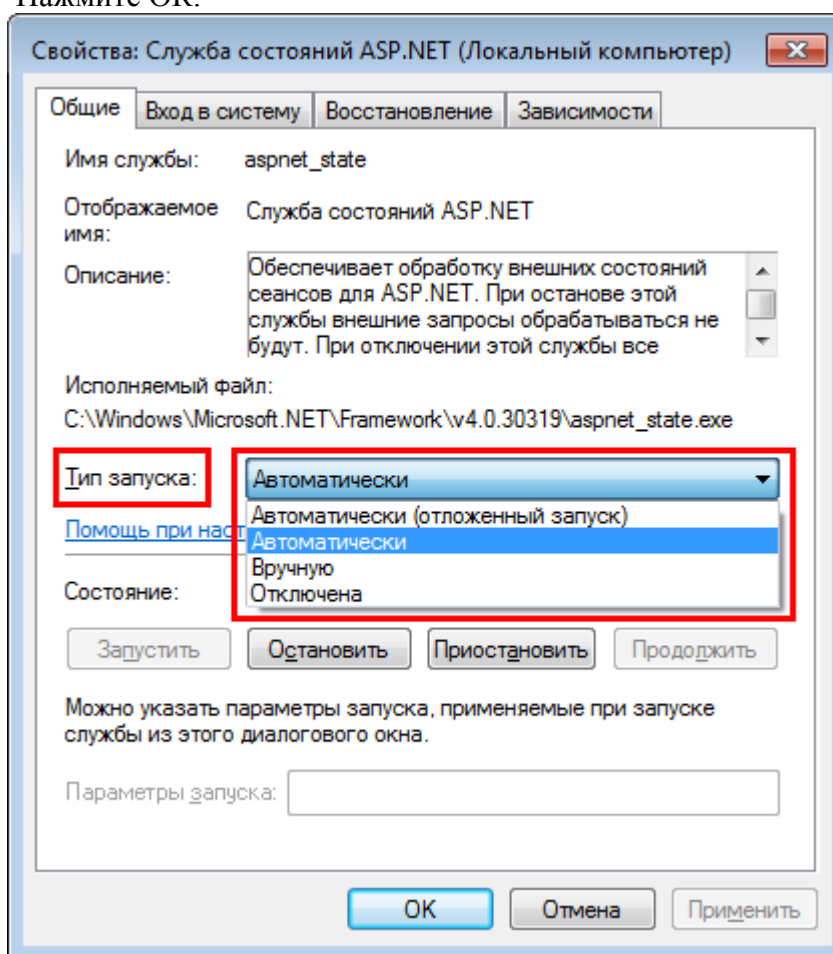 Нажмите ОК.
Свойства: Служба состояний ASP.NET (Локальный компьютер)
Общие Вход в систему Восстановление Зависимости
Имя службы: aspnet_state
Отображаемое имя: Служба состояний ASP.NET
Описание: Обеспечивает обработку внешних состояний
сеансов для ASP.NET. При останове этой
службы внешние запросы обрабатываться не
будут. При отключении этой службы все
Исполняемый файл:
C:\Windows\Microsoft.NET\Framework\v4.0.30319\aspnet_state.exe
Тип запуска: Автоматически
Автоматически (отложенный запуск)
Помощь при наст
Автоматически
Вручную
Состояние:
Отключена
Запустить Остановить Приостановить Продолжить
Можно указать параметры запуска, применяемые при запуске
службы из этого диалогового окна.
Параметры запуска:
ОК Отмена Применить